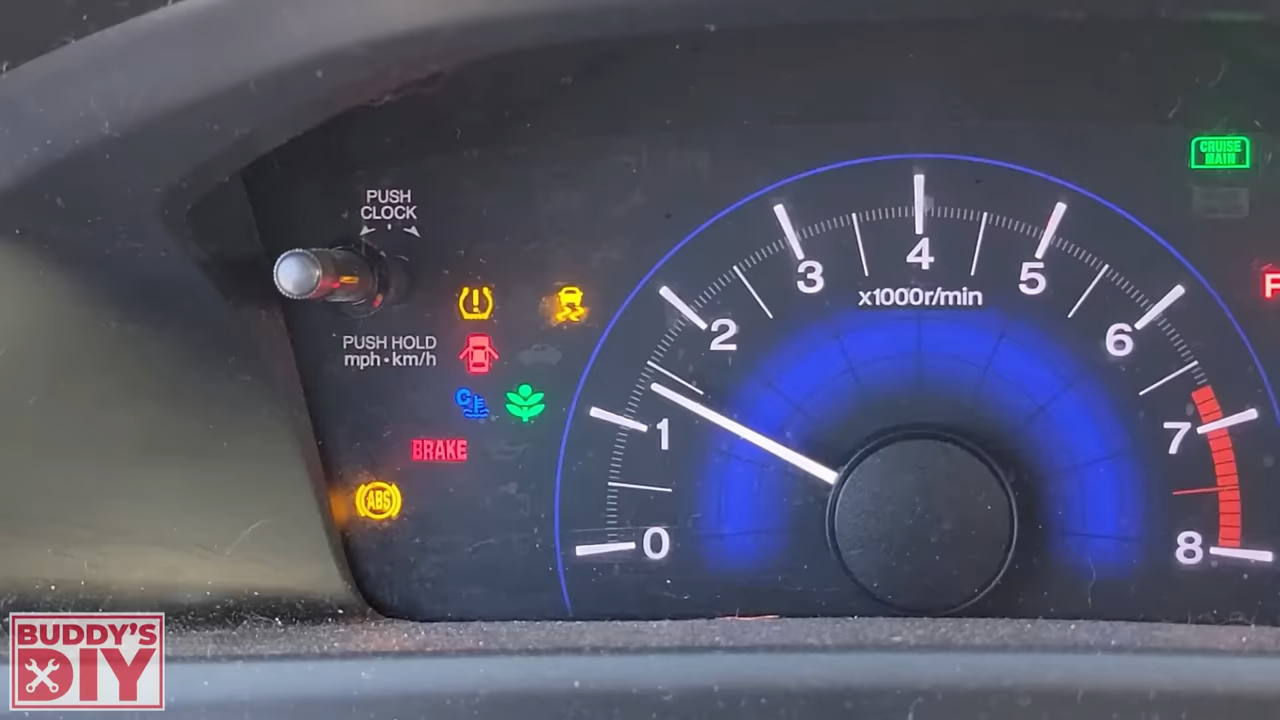 PUSH
CLOCK
CRUISE
MAIN
PUSH HOLD
mph•km/h
BRAKE
ABS
C
0
1
2
3
4
5
6
7
8
x1000r/min
BUDDY'S
DIY